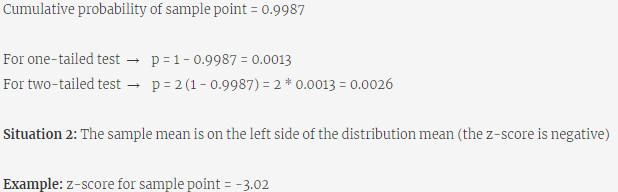 Cumulative probability of sample point = 0.9987
For one-tailed test → p = 1 - 0.9987 = 0.0013
For two-tailed test → p = 2 (1 - 0.9987) = 2 * 0.0013 = 0.0026
Situation 2: The sample mean is on the left side of the distribution mean (the z-score is negative)
Example: z-score for sample point = -3.02